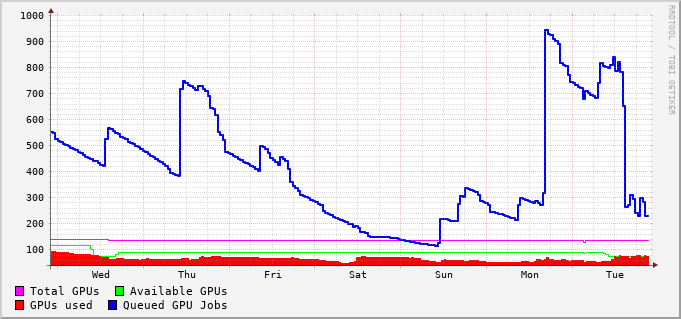 1000
900
800
700
600
500
400
300
200
100
Wed Thu Fri Sat Sun Mon Tue
Total GPUs Available GPUs
GPUs used Queued GPU Jobs
RRDTOOL / TOBI OETIKER